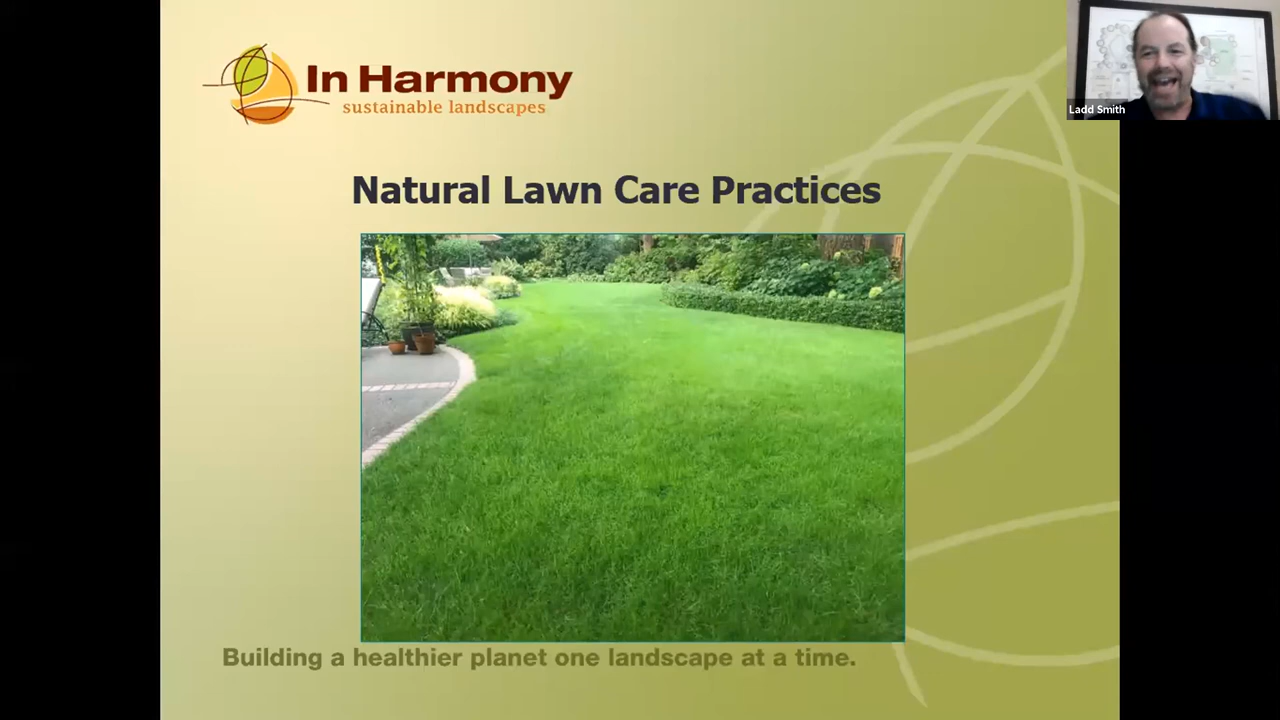 In Harmony
sustainable landscapes
Ladd Smith
Natural Lawn Care Practices
Building a healthier planet one landscape at a time.